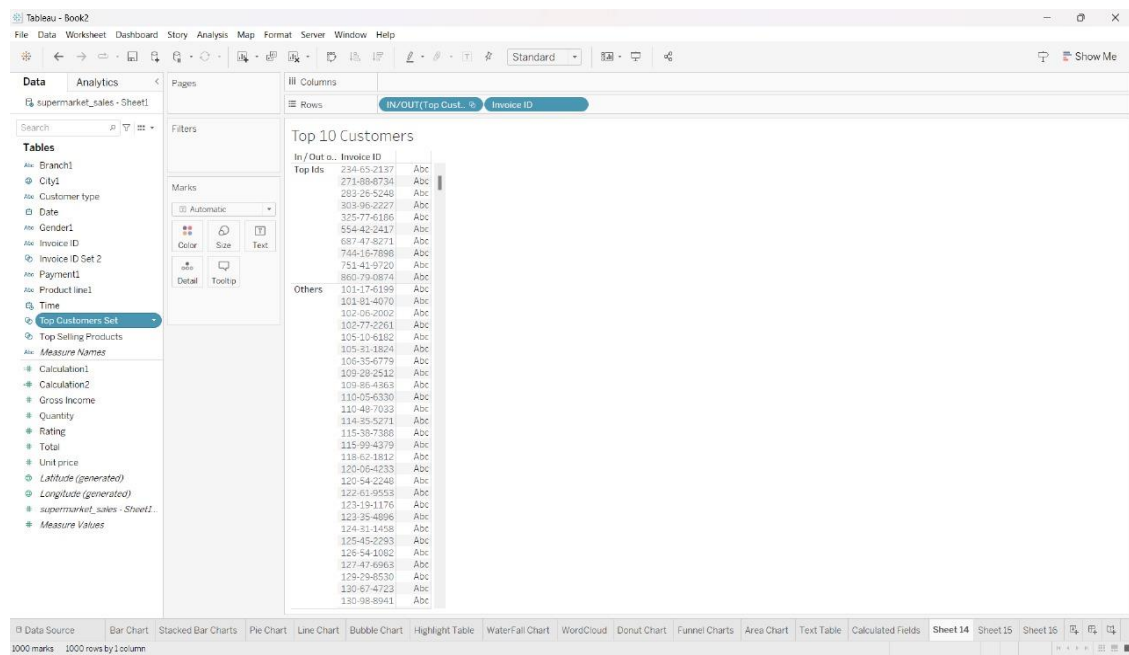 Tableau - Book2
File Data Worksheet Dashboard Story Analysis Map Format Server Window Help
Standard
Show Me
Data Analytics
Pages
Columns
supermarket_sales - Sheet1
Rows
IN/OUT(Top Cust..
Invoice ID
Search
Filters
Top 10 Customers
Tables
In / Out o.. Invoice ID
Abc Branch1
City1
Abc Customer type
Date
Abc Gender1
Abc Invoice ID
Invoice ID Set 2
Abc Payment1
Abc Product line1
Time
Top Customers Set
Top Selling Products
Abc Measure Names
Calculation1
Calculation2
Gross Income
Quantity
Rating
Total
Unit price
Latitude (generated)
Longitude (generated)
supermarket_sales - Sheet1..
Measure Values
Marks
Automatic
Color Size Text
Detail Tooltip
Top Ids 234-65-2137 Abc
271-88-8734 Abc
283-26-5248 Abc
303-96-2227 Abc
325-77-6186 Abc
554-42-2417 Abc
687-47-8271 Abc
744-16-7898 Abc
751-41-9720 Abc
860-79-0874 Abc
Others 101-17-6199 Abc
101-81-4070 Abc
102-06-2002 Abc
102-77-2261 Abc
105-10-6182 Abc
105-31-1824 Abc
106-35-6779 Abc
109-28-2512 Abc
109-86-4363 Abc
110-05-6330 Abc
110-48-7033 Abc
114-35-5271 Abc
115-38-7388 Abc
115-99-4379 Abc
118-62-1812 Abc
120-06-4233 Abc
120-54-2248 Abc
122-61-9553 Abc
123-19-1176 Abc
123-35-4896 Abc
124-31-1458 Abc
125-45-2293 Abc
126-54-1082 Abc
127-47-6963 Abc
129-29-8530 Abc
130-67-4723 Abc
130-98-8941 Abc
Data Source Bar Chart Stacked Bar Charts Pie Chart Line Chart Bubble Chart Highlight Table WaterFall Chart WordCloud Donut Chart Funnel Charts Area Chart Text Table Calculated Fields Sheet 14 Sheet 15 Sheet 16
1000 marks 1000 rows by 1 column